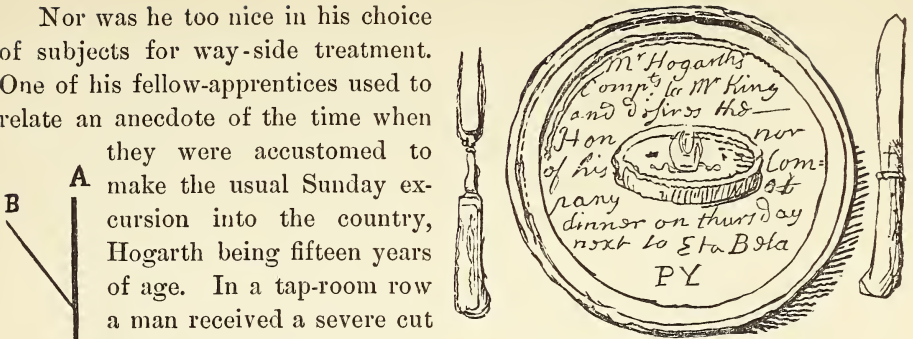 Nor was he too nice in his choice
of subjects for way-side treatment.
One of his fellow-apprentices used to
relate an anecdote of the time when
they were accustomed to
make the usual Sunday ex-
cursion into the country,
Hogarth being fifteen years
of age. In a tap-room row
a man received a severe cut
A
B
Mr Hogarth's
Compts to Mr King
and desires the
Hon nor
of his Com=
pany at
dinner on thursday
next to Eta Beta
PY